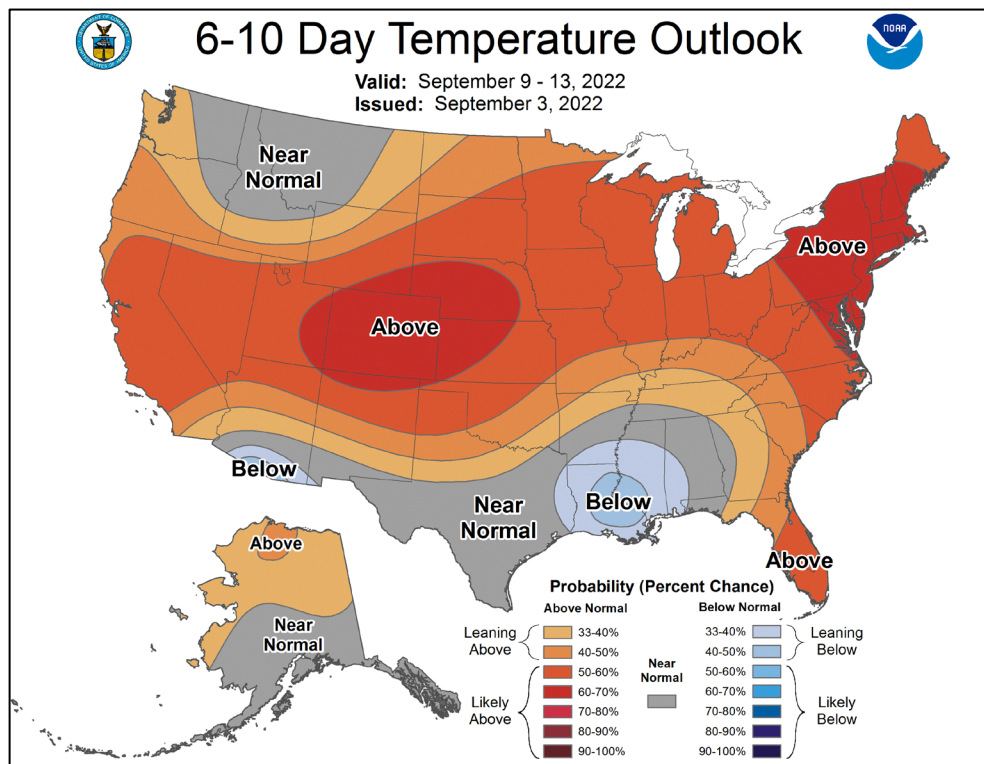 6-10 Day Temperature Outlook
NOAA
Valid: September 9 - 13, 2022
Issued: September 3, 2022
Near
Normal
Above
Above
Below
Near
Normal
Below
Above
Above
Near
Normal
Probability (Percent Chance)
Above Normal
Below Normal
Leaning
Above
33-40%
40-50%
Likely
Above
50-60%
60-70%
70-80%
80-90%
90-100%
Near
Normal
33-40%
40-50%
Leaning
Below
50-60%
60-70%
70-80%
80-90%
90-100%
Likely
Below